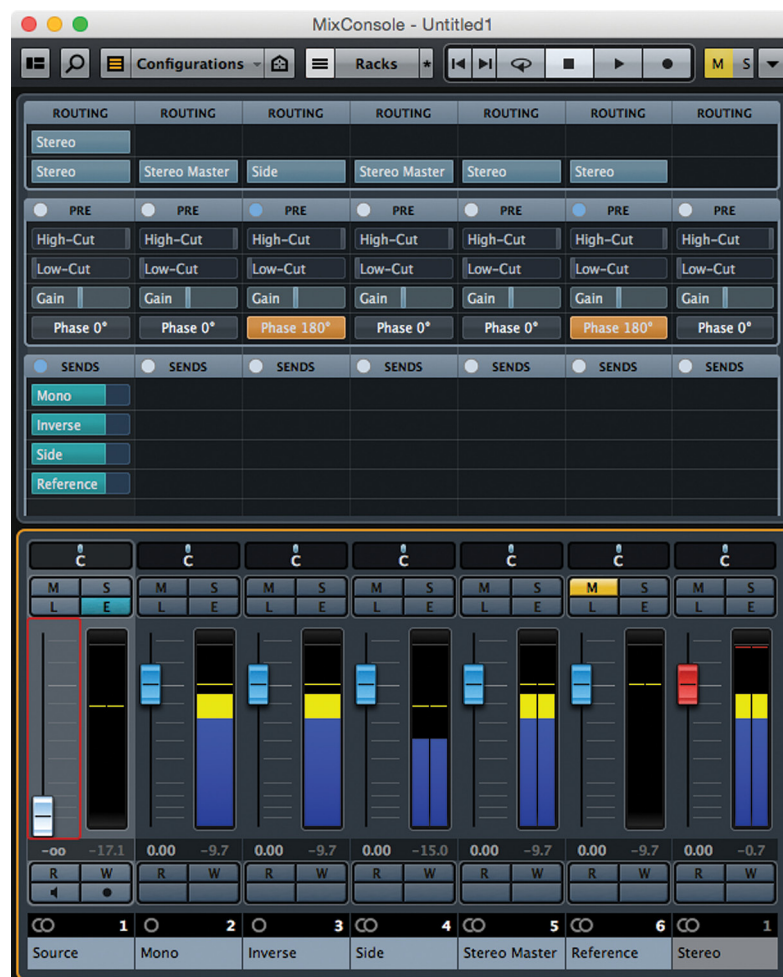 MixConsole - Untitled1
Configurations Racks * M S
ROUTING ROUTING ROUTING ROUTING ROUTING ROUTING ROUTING
Stereo
Stereo Stereo Master Side Stereo Master Stereo Stereo
PRE PRE PRE PRE PRE PRE PRE
High-Cut High-Cut High-Cut High-Cut High-Cut High-Cut High-Cut
Low-Cut Low-Cut Low-Cut Low-Cut Low-Cut Low-Cut Low-Cut
Gain Gain Gain Gain Gain Gain Gain
Phase 0° Phase 0° Phase 180° Phase 0° Phase 0° Phase 180° Phase 0°
SENDS SENDS SENDS SENDS SENDS SENDS SENDS
Mono
Inverse
Side
Reference
C C C C C C C
M S M S M S M S M S M S M S
L E L E L E L E L E L E L E
-oo -17.1 0.00 -9.7 0.00 -9.7 0.00 -15.0 0.00 -9.7 0.00 -9.7 0.00 -0.7
R W R W R W R W R W R W R W
1 2 3 4 5 6 1
Source Mono Inverse Side Stereo Master Reference Stereo